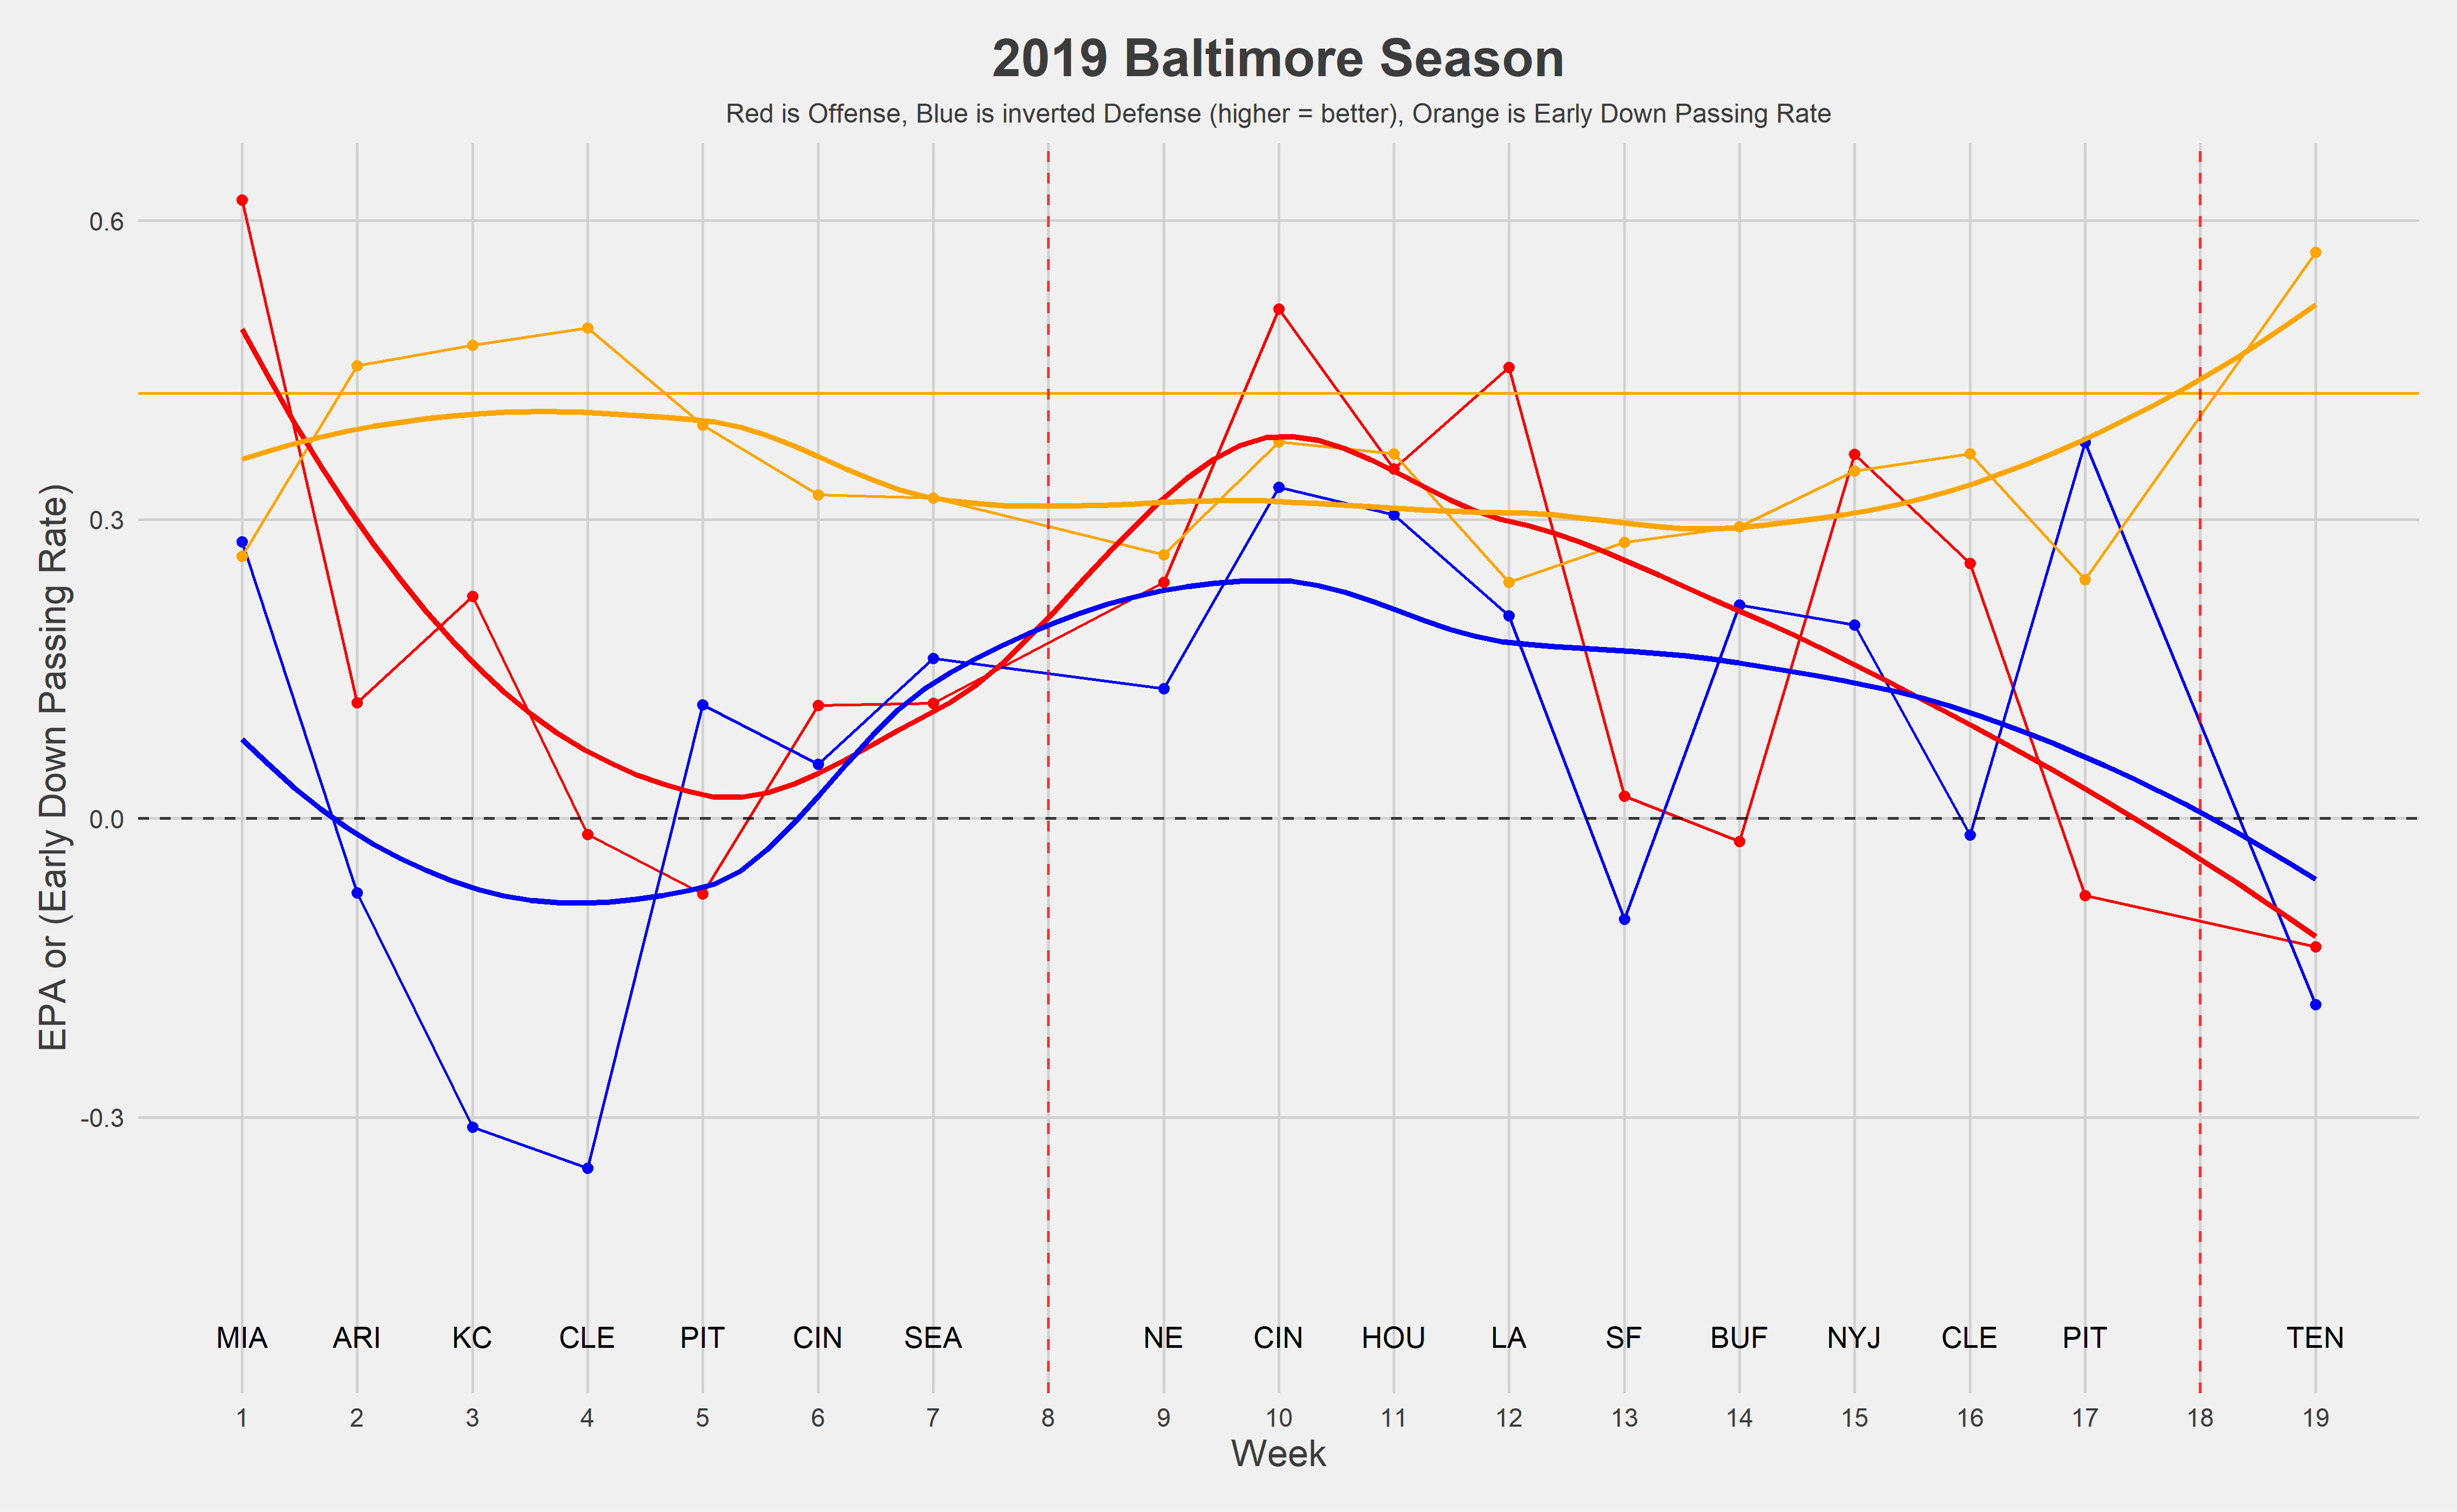 2019 Baltimore Season
Red is Offense, Blue is inverted Defense (higher = better), Orange is Early Down Passing Rate
EPA or (Early Down Passing Rate)
0.6
0.3
0.0
-0.3
MIA ARI KC CLE PIT CIN SEA NE CIN HOU LA SF BUF NYJ CLE PIT TEN
1 2 3 4 5 6 7 8 9 10 11 12 13 14 15 16 17 18 19
Week